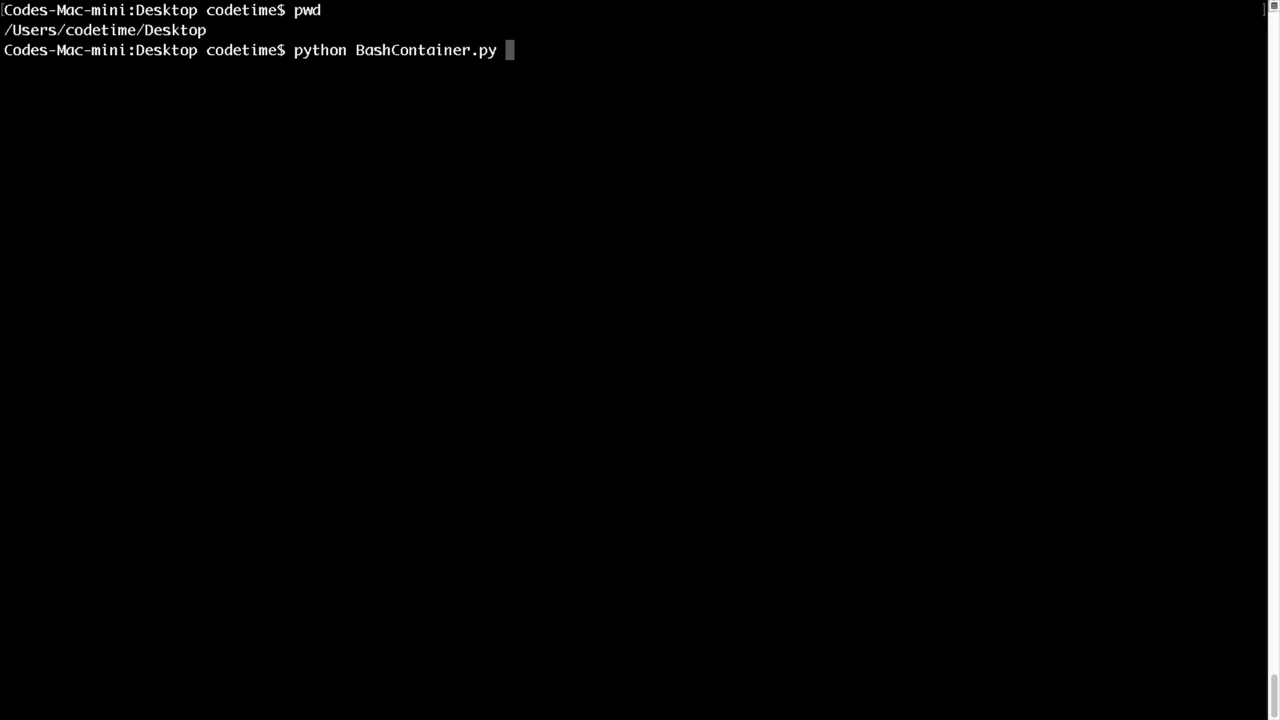 Codes-Mac-mini:Desktop codetime$ pwd
/Users/codetime/Desktop
Codes-Mac-mini:Desktop codetime$ python BashContainer.py